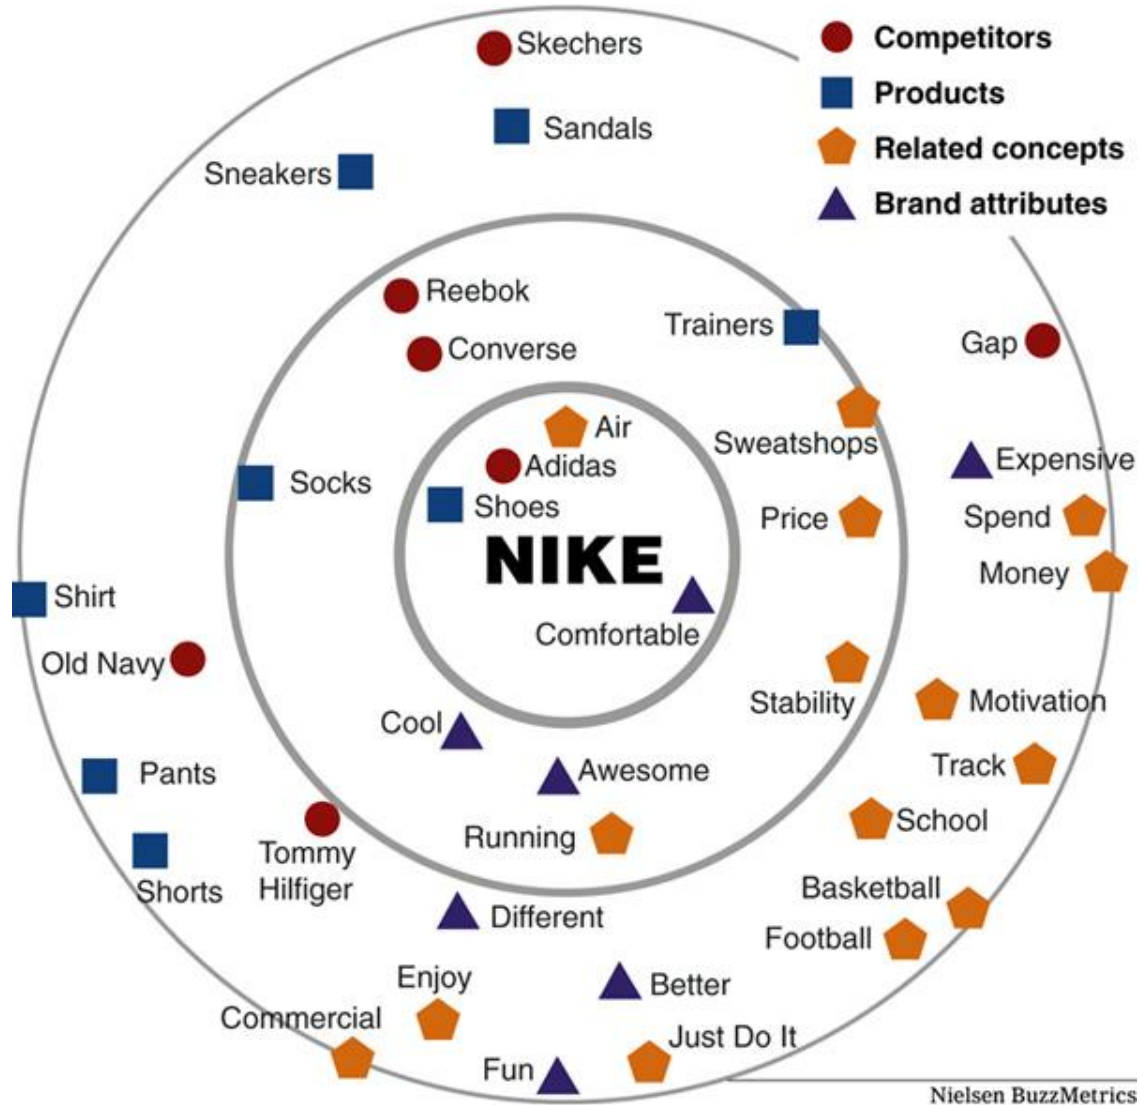 Skechers
Competitors
Products
Sandals
Related concepts
Sneakers
Brand attributes
Reebok
Trainers
Gap
Converse
Air
Sweatshops
Adidas
Expensive
Socks
Shoes
Price
Spend
NIKE
Money
Shirt
Comfortable
Old Navy
Stability
Motivation
Cool
Pants
Awesome
Track
Running
School
Tommy
Hilfiger
Shorts
Basketball
Different
Football
Enjoy
Better
Commercial
Just Do It
Fun
Nielsen BuzzMetrics